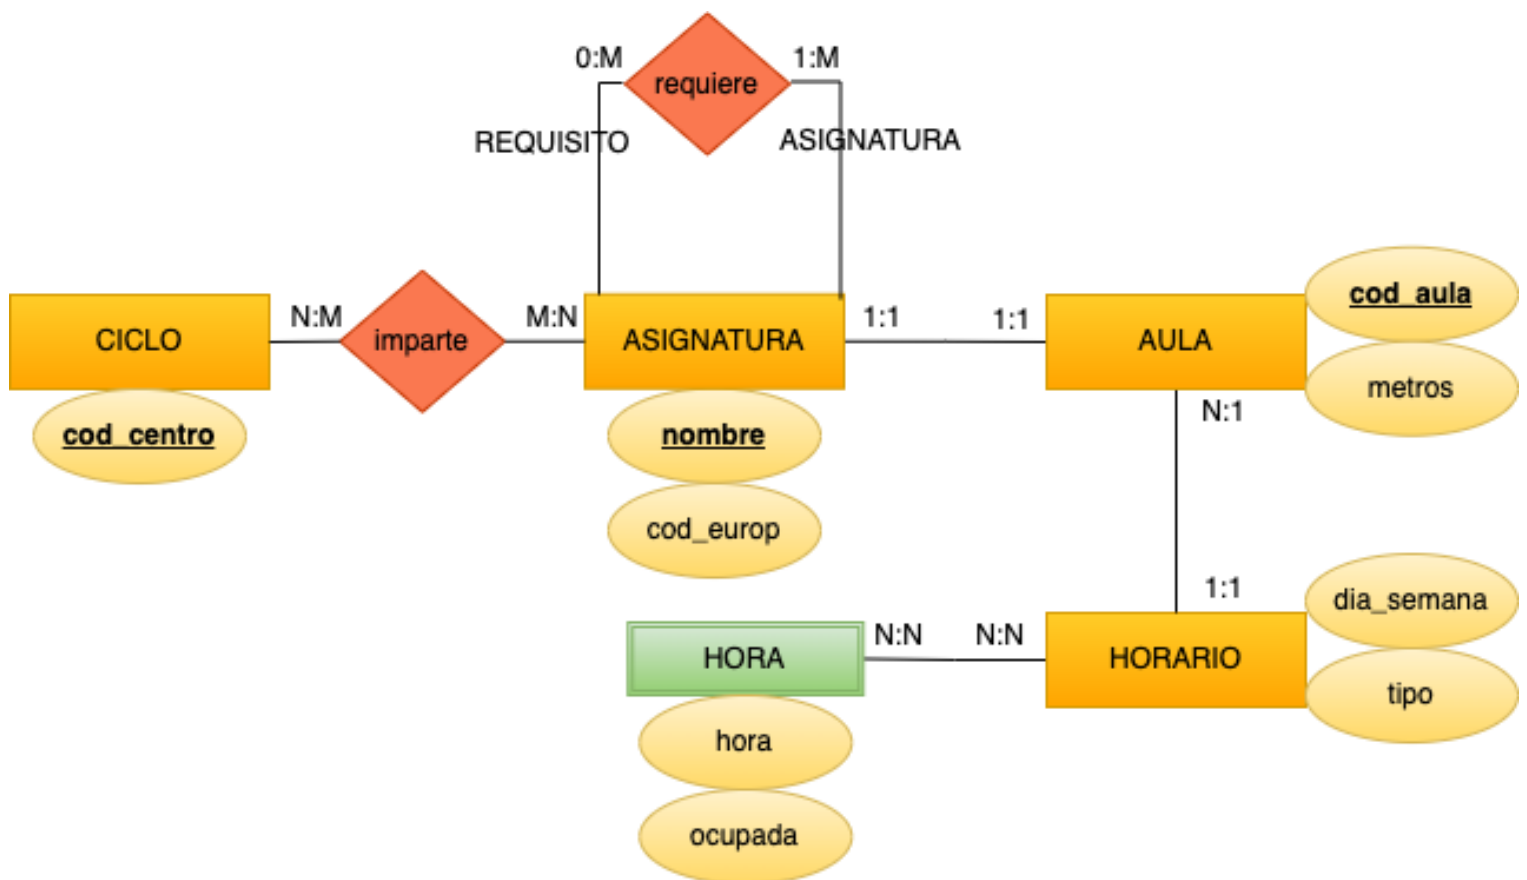 0:M
requiere
1:M
REQUISITO
ASIGNATURA
CICLO
N:M
imparte
M:N
ASIGNATURA
1:1
1:1
AULA
cod_aula
metros
cod_centro
nombre
cod_europ
N:1
1:1
HORA
N:N
N:N
HORARIO
dia_semana
tipo
hora
ocupada